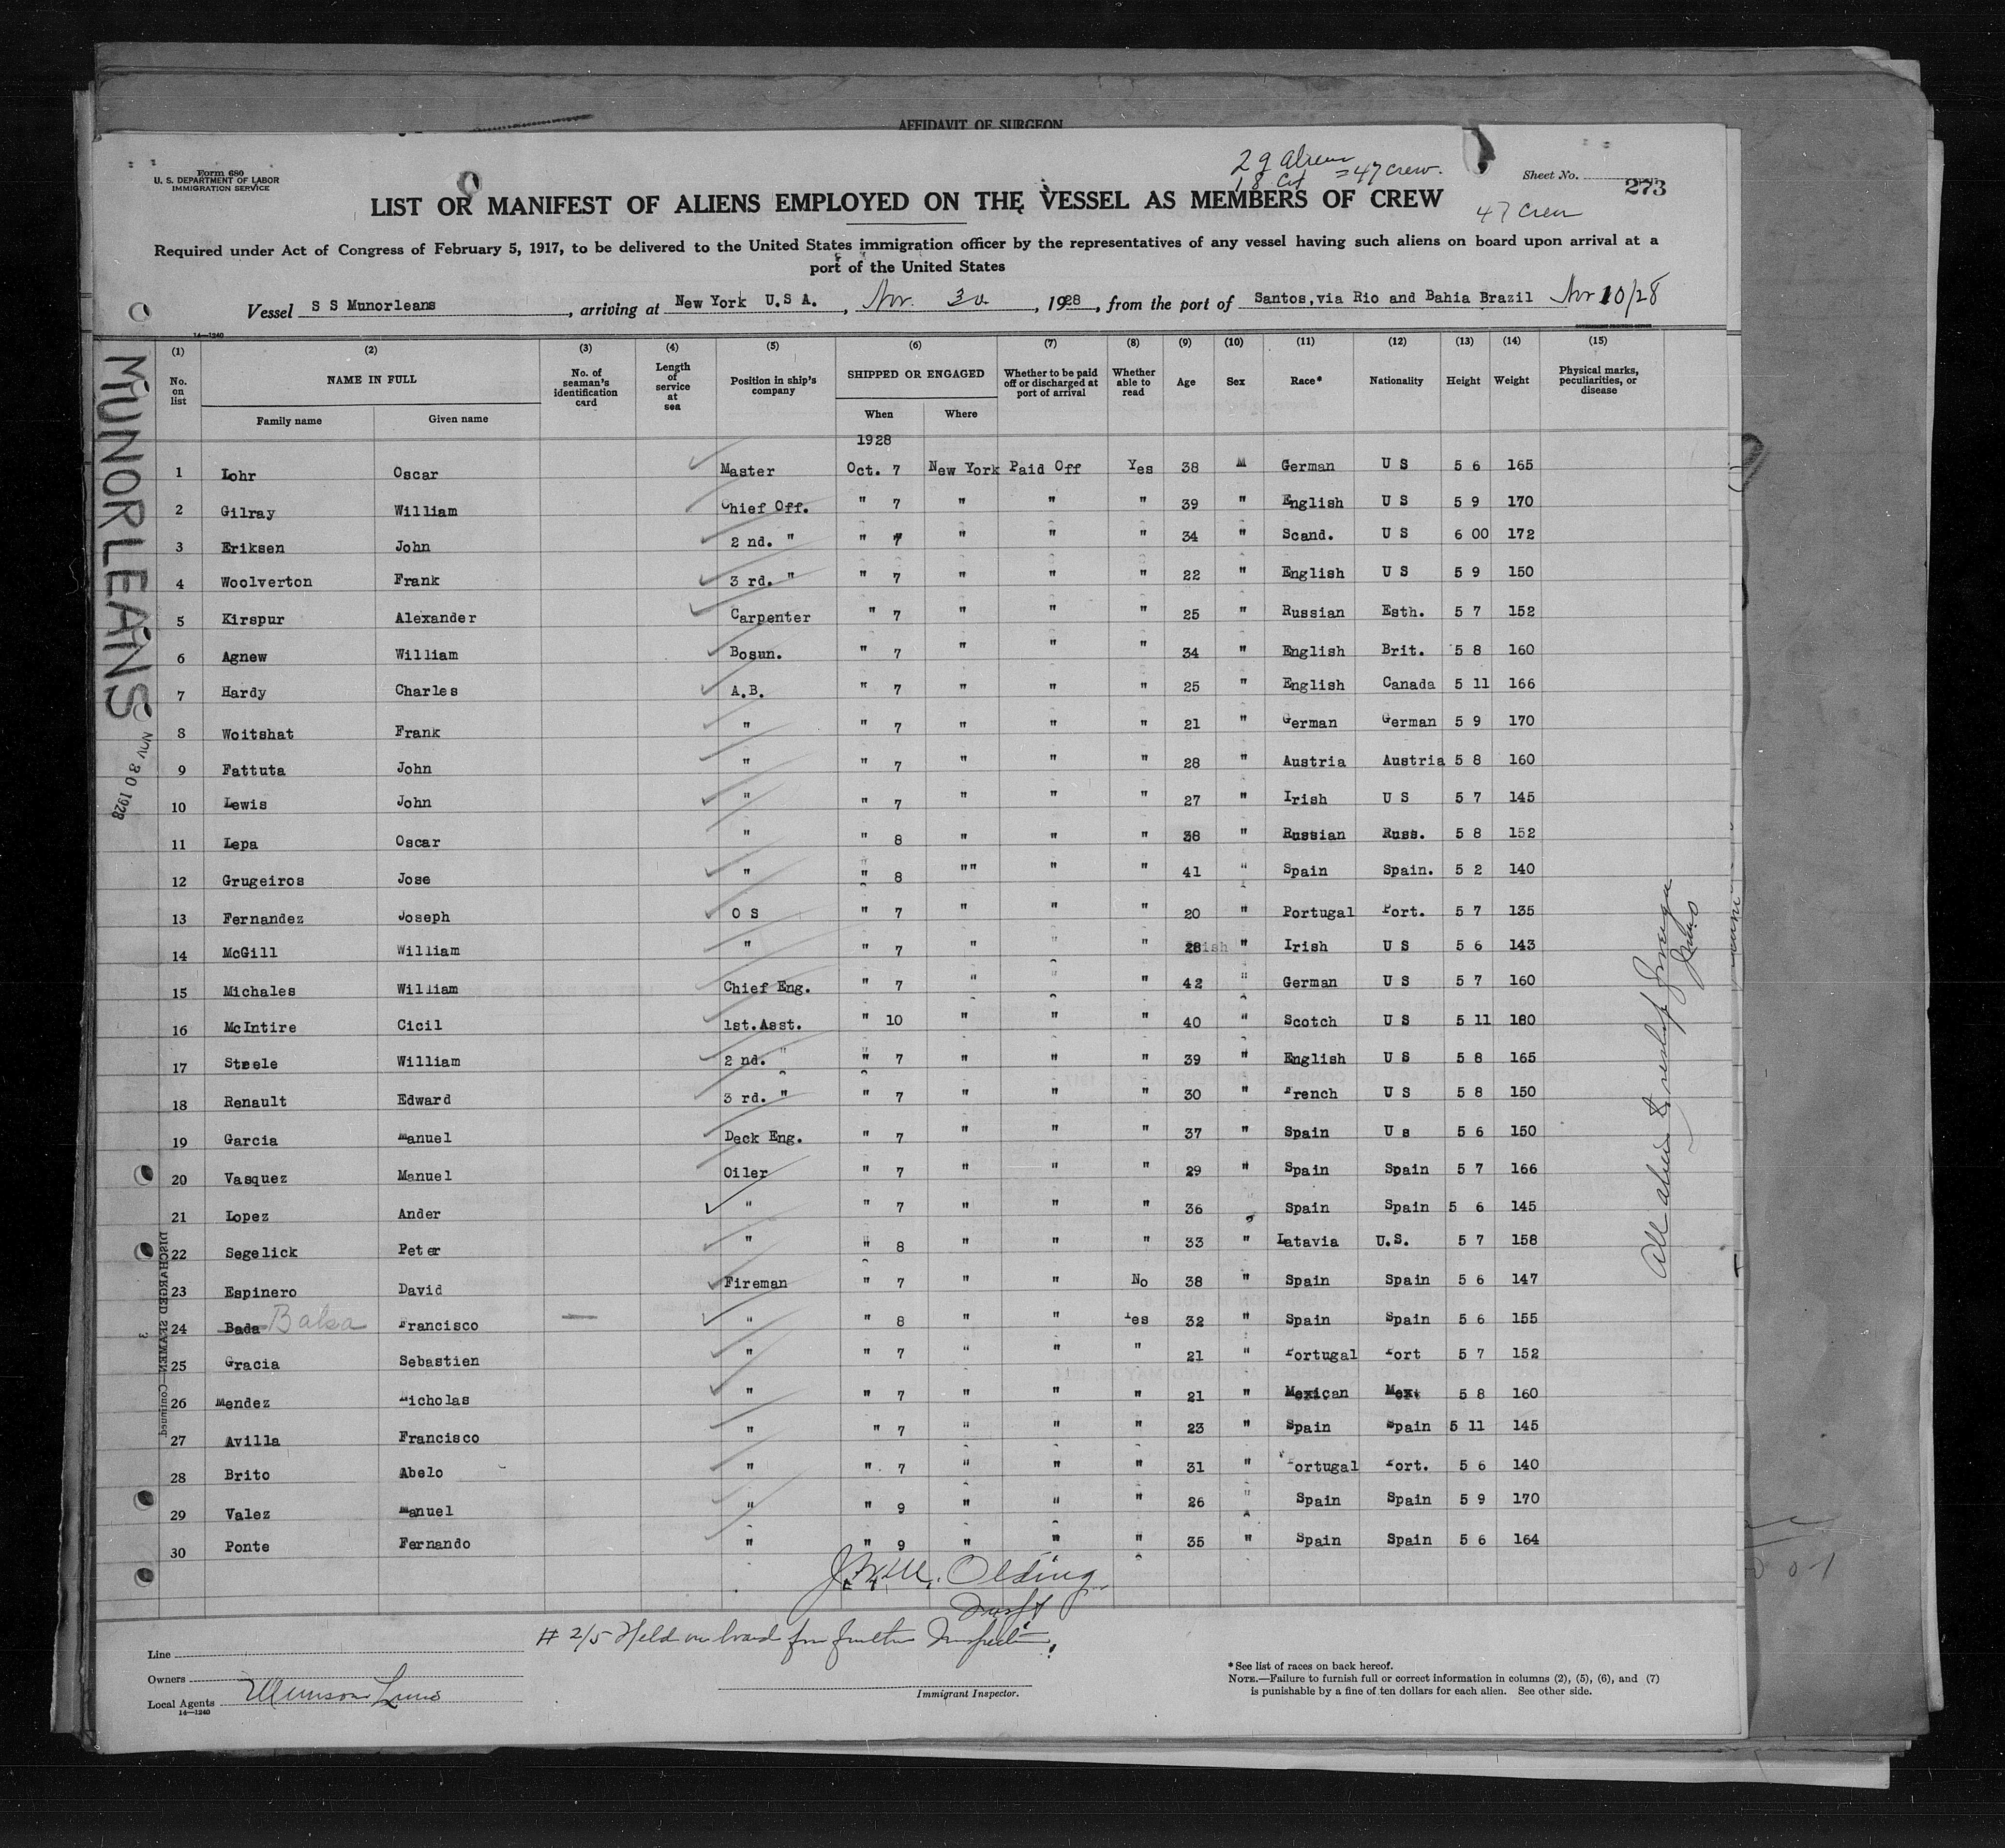 AFFIDAVIT OF SURGEON
Form 680
U. S. DEPARTMENT OF LABOR
IMMIGRATION SERVICE
29 aliens
18 Cit = 47 crew.
Sheet No.
273
LIST OR MANIFEST OF ALIENS EMPLOYED ON THE VESSEL AS MEMBERS OF CREW
47 Crew
Required under Act of Congress of February 5, 1917, to be delivered to the United States immigration officer by the representatives of any vessel having such aliens on board upon arrival at a
port of the United States
Vessel S S Munorleans, arriving at New York U.S A., Nov. 30, 1928, from the port of Santos,via Rio and Bahia Brazil Nov 10/28
14—1240
MUNORLEANS
NOV 30 1928
(1) (2) (3) (4) (5) (6) (7) (8) (9) (10) (11) (12) (13) (14) (15)
No. on list NAME IN FULL Family name Given name No. of seaman's identification card Length of service at sea Position in ship's company SHIPPED OR ENGAGED When Where Whether to be paid off or discharged at port of arrival Whether able to read Age Sex Race* Nationality Height Weight Physical marks, peculiarities, or disease
1928
1 Lohr Oscar Master Oct. 7 New York Paid Off Yes 38 M German U S 5 6 165
2 Gilray William Chief Off. " 7 " " " 39 " English U S 5 9 170
3 Eriksen John 2 nd. " " 7 " " " 34 " Scand. U S 6 00 172
4 Woolverton Frank 3 rd. " " 7 " " " 22 " English U S 5 9 150
5 Kirspur Alexander Carpenter " 7 " " " 25 " Russian Esth. 5 7 152
6 Agnew William Bosun. " 7 " " " 34 " English Brit. 5 8 160
7 Hardy Charles A.B. " 7 " " " 25 " English Canada 5 11 166
8 Woitshat Frank " " 7 " " " 21 " German German 5 9 170
9 Fattuta John " " 7 " " " 28 " Austria Austria 5 8 160
10 Lewis John " " 7 " " " 27 " Irish U S 5 7 145
11 Lepa Oscar " " 8 " " " 38 " Russian Russ. 5 8 152
12 Grugeiros Jose " " 8 "" " " 41 " Spain Spain. 5 2 140
13 Fernandez Joseph O S " 7 " " " 20 " Portugal Port. 5 7 135
14 McGill William " " 7 " " " 28 " Irish U S 5 6 143
15 Michales William Chief Eng. " 7 " " " 42 " German U S 5 7 160
16 McIntire Cicil 1st.Asst. " 10 " " " 40 " Scotch U S 5 11 180
17 Steele William 2 nd. " " 7 " " " 39 " English U S 5 8 165
18 Renault Edward 3 rd. " " 7 " " " 30 " French U S 5 8 150
19 Garcia Manuel Deck Eng. " 7 " " " 37 " Spain U s 5 6 150
20 Vasquez Manuel Oiler " 7 " " " 29 " Spain Spain 5 7 166
21 Lopez Ander " " 7 " " " 36 Spain Spain 5 6 145
22 Segelick Peter " " 8 " " " 33 " Latavia U.S. 5 7 158
23 Espinero David Fireman " 7 " " No 38 " Spain Spain 5 6 147
24 Bada Balsa Francisco " " 8 " " Yes 32 " Spain Spain 5 6 155
25 Gracia Sebastien " " 7 " " " 21 " Portugal Port 5 7 152
26 Mendez Nicholas " " 7 " " " 21 " Mexican Mex. 5 8 160
27 Avilla Francisco " " 7 " " " 23 " Spain Spain 5 11 145
28 Brito Abelo " " 7 " " " 31 " Portugal Port. 5 6 140
29 Valez Manuel " " 9 " " " 26 " Spain Spain 5 9 170
30 Ponte Fernando " " 9 " " " 35 " Spain Spain 5 6 164
DISCHARGED SEAMEN—Continued
3
Olding
Insp
# 2/5 Held on board for further Inspection.
Line
Owners
Local Agents Munson Line
14—1240
Immigrant Inspector.
*See list of races on back hereof.
NOTE.—Failure to furnish full or correct information in columns (2), (5), (6), and (7)
is punishable by a fine of ten dollars for each alien. See other side.
All aliens to reship foreign